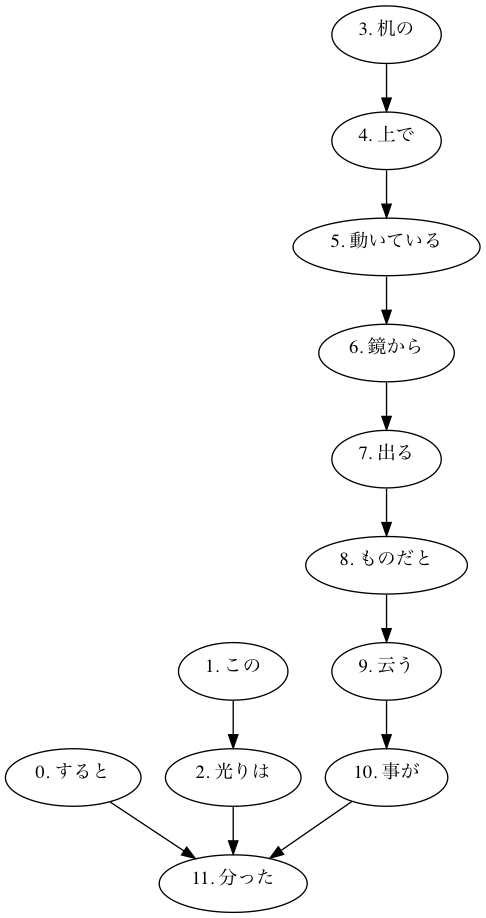 3. 机の
4. 上で
5. 動いている
6. 鏡から
7. 出る
8. ものだと
1. この
9. 云う
0. すると
2. 光りは
10. 事が
11. 分った